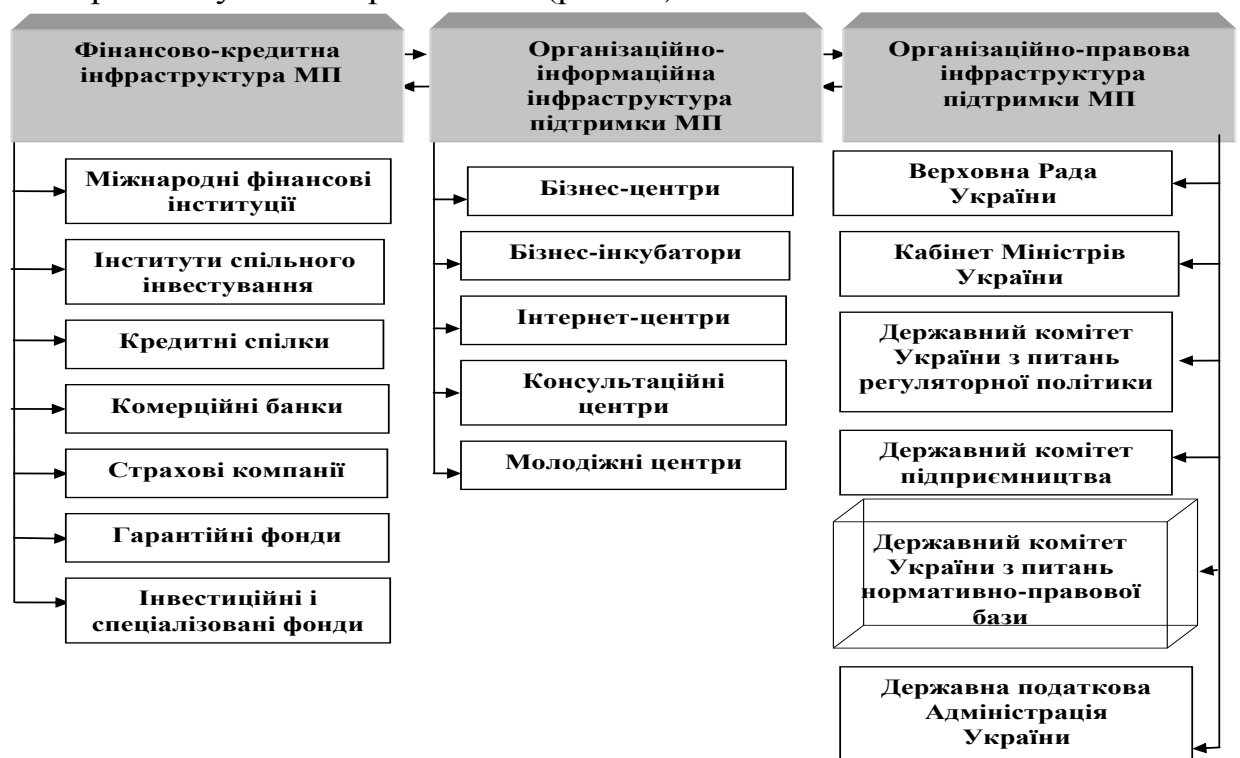 Фінансово-кредитна
інфраструктура МП
Організаційно-
інформаційна
інфраструктура
підтримки МП
Організаційно-правова
інфраструктура
підтримки МП
Міжнародні фінансові
інституції
Інститути спільного
інвестування
Кредитні спілки
Комерційні банки
Страхові компанії
Гарантійні фонди
Інвестиційні і
спеціалізовані фонди
Бізнес-центри
Бізнес-інкубатори
Інтернет-центри
Консультаційні
центри
Молодіжні центри
Верховна Рада
України
Кабінет Міністрів
України
Державний комітет
України з питань
регуляторної політики
Державний комітет
підприємництва
Державний комітет
України з питань
нормативно-правової
бази
Державна податкова
Адміністрація
України